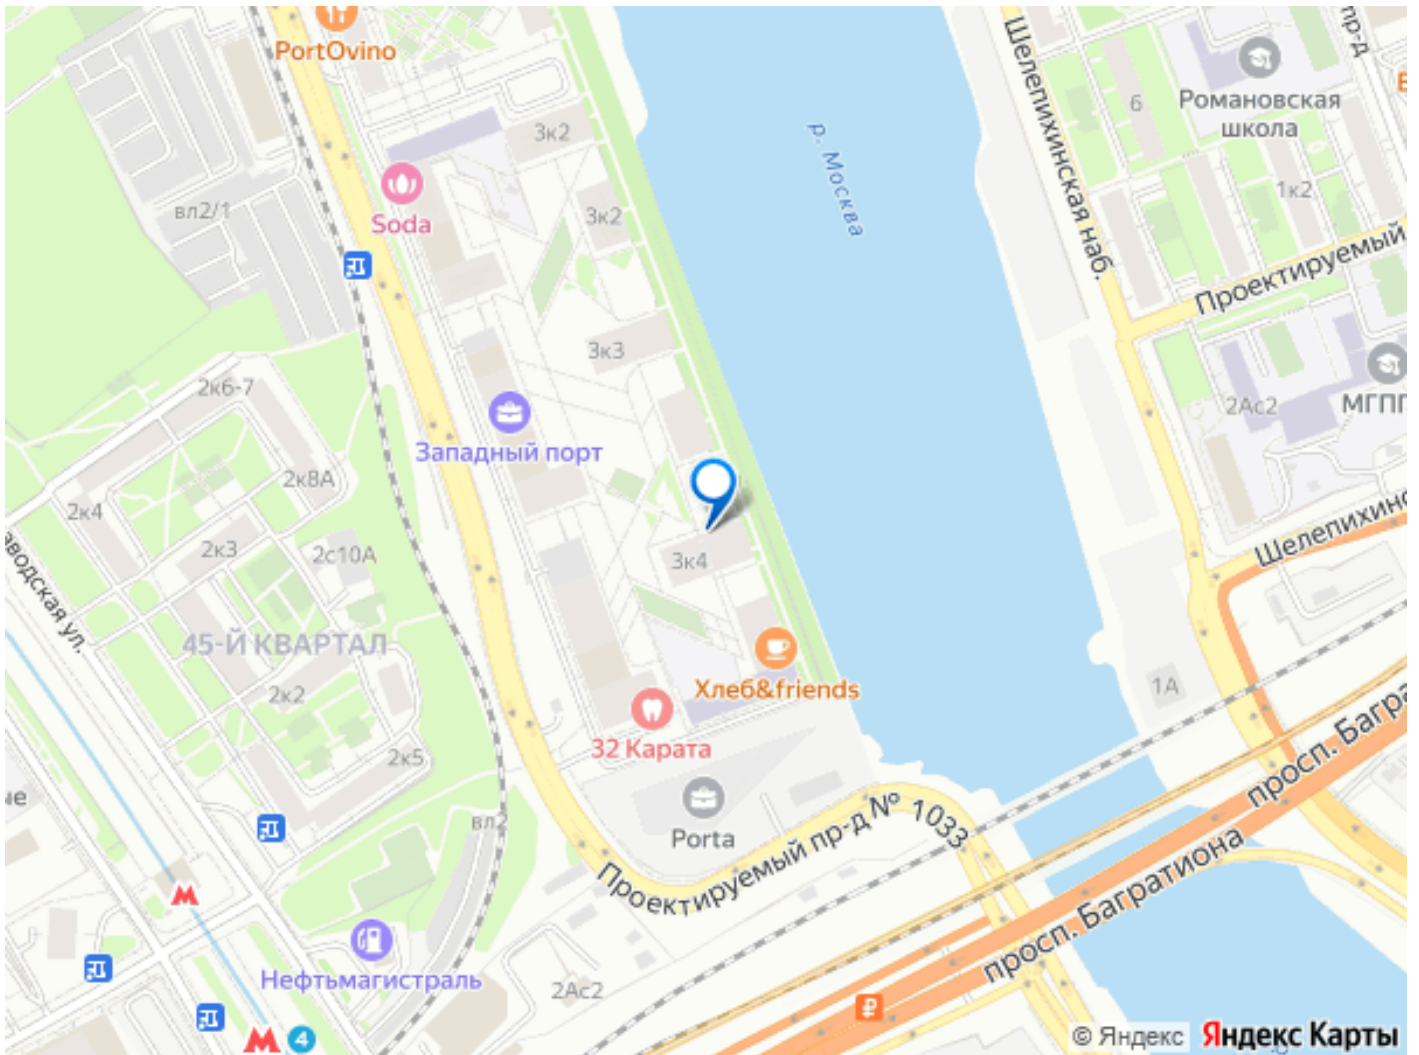 PortOvino
3к2
Soda
вл2/1
3к2
р. Москва
Шелепихинская наб.
6
Романовская
школа
1к2
пр-д
Проектируемый
3к3
2к6-7
Западный порт
2к8А
2к4
2к3
2с10А
2Ас2
МГПП
Шелепихинс
3к4
аводская ул.
45-Й КВАРТАЛ
2к2
Хлеб&friends
32 Карата
2к5
1А
вл2
Porta
Проектируемый пр-д № 1033
просп. Багра
просп. Багратиона
Нефтьмагистраль
2Ас2
4
© Яндекс Яндекс Карты